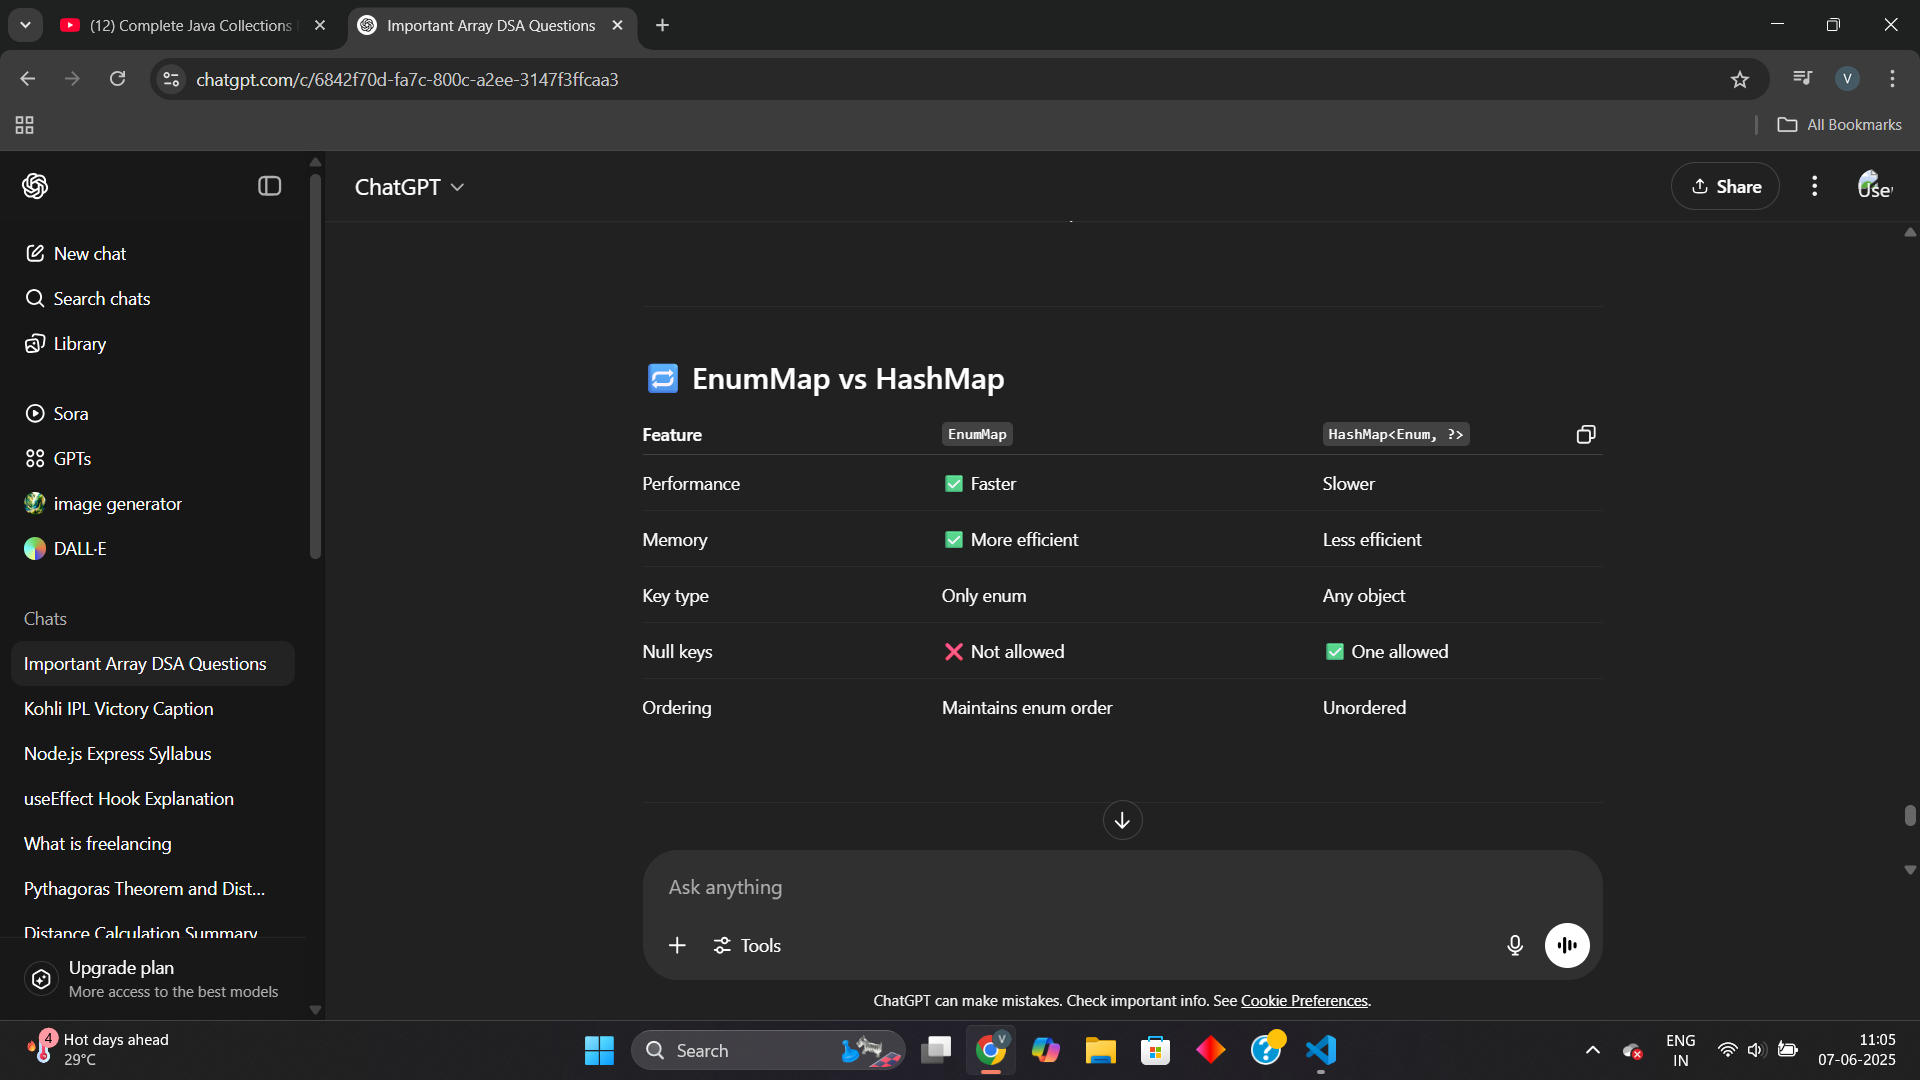 (12) Complete Java Collections
Important Array DSA Questions
chatgpt.com/c/6842f70d-fa7c-800c-a2ee-3147f3ffcaa3
V
All Bookmarks
ChatGPT
Share
User
New chat
Search chats
Library
Sora
GPTs
image generator
DALL·E
Chats
Important Array DSA Questions
Kohli IPL Victory Caption
Node.js Express Syllabus
useEffect Hook Explanation
What is freelancing
Pythagoras Theorem and Dist...
Distance Calculation Summary
Upgrade plan
More access to the best models
EnumMap vs HashMap
Feature EnumMap HashMap<Enum, ?>
Performance ✅ Faster Slower
Memory ✅ More efficient Less efficient
Key type Only enum Any object
Null keys ❌ Not allowed ✅ One allowed
Ordering Maintains enum order Unordered
Ask anything
Tools
ChatGPT can make mistakes. Check important info. See Cookie Preferences.
4
Hot days ahead
29°C
Search
V
ENG
IN
11:05
07-06-2025